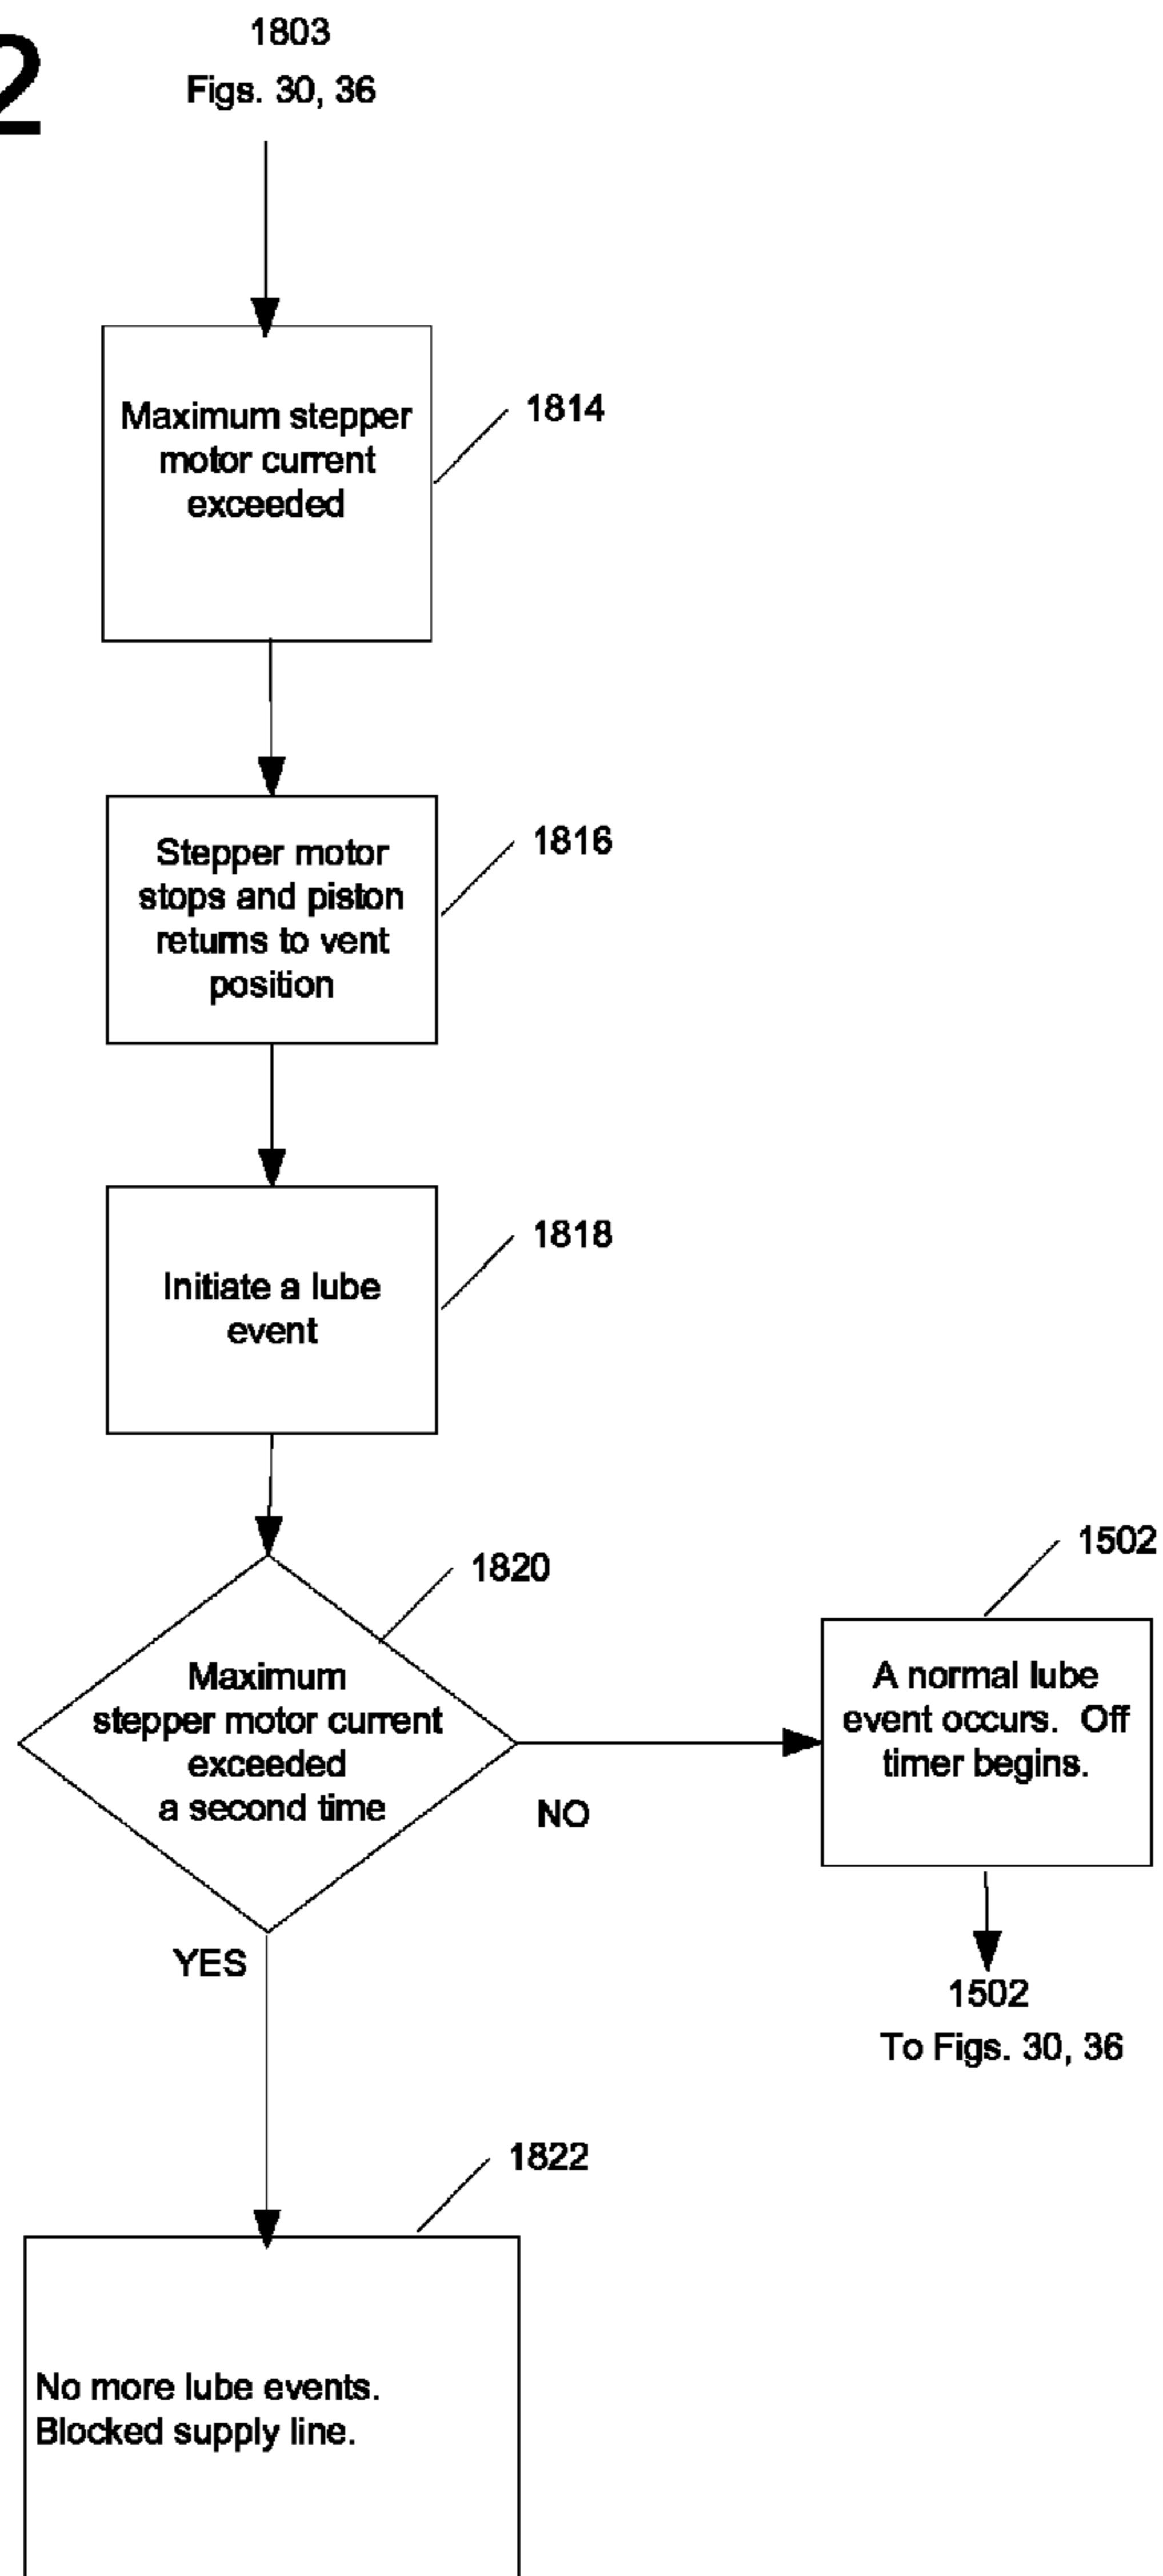 2
1803
Figs. 30, 36
Maximum stepper
motor current
exceeded
1814
Stepper motor
stops and piston
returns to vent
position
1816
Initiate a lube
event
1818
1820
Maximum
stepper motor current
exceeded
a second time
NO
YES
1502
A normal lube
event occurs.  Off
timer begins.
1502
To Figs. 30, 36
1822
No more lube events.
Blocked supply line.